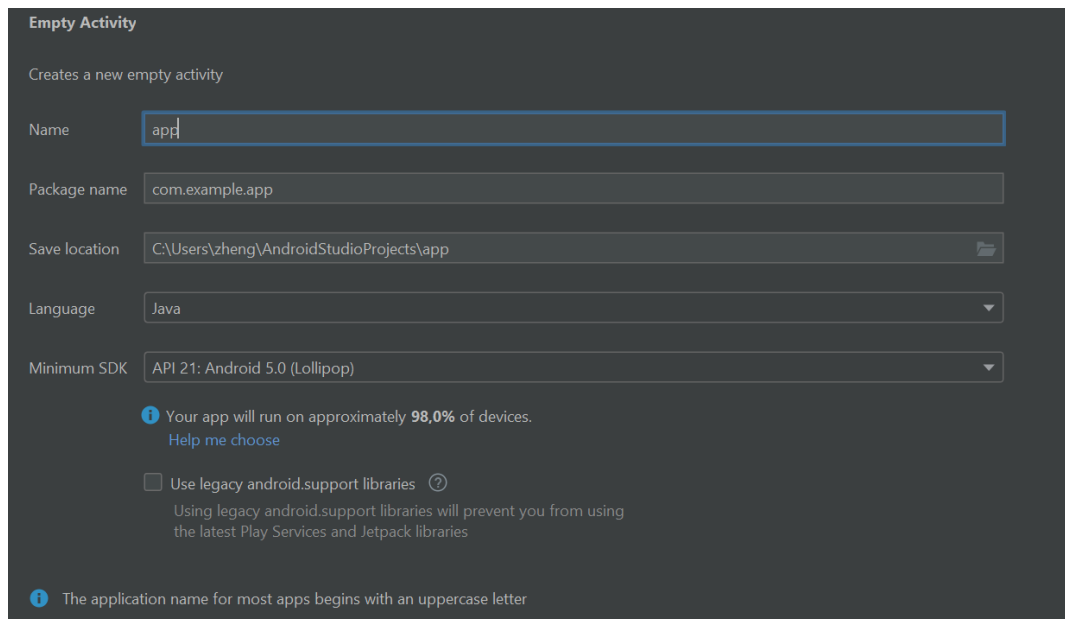 Empty Activity
Creates a new empty activity
Name app
Package name com.example.app
Save location C:\Users\zheng\AndroidStudioProjects\app
Language Java
Minimum SDK API 21: Android 5.0 (Lollipop)
Your app will run on approximately 98,0% of devices.
Help me choose
Use legacy android.support libraries
Using legacy android.support libraries will prevent you from using
the latest Play Services and Jetpack libraries
The application name for most apps begins with an uppercase letter